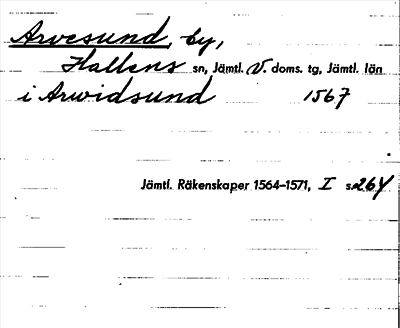 Arvesund, by,
Hallens sn, Jämtl. V. doms. tg, Jämtl. län
i Arwidsund 1567
Jämtl. Räkenskaper 1564–1571, I s. 264